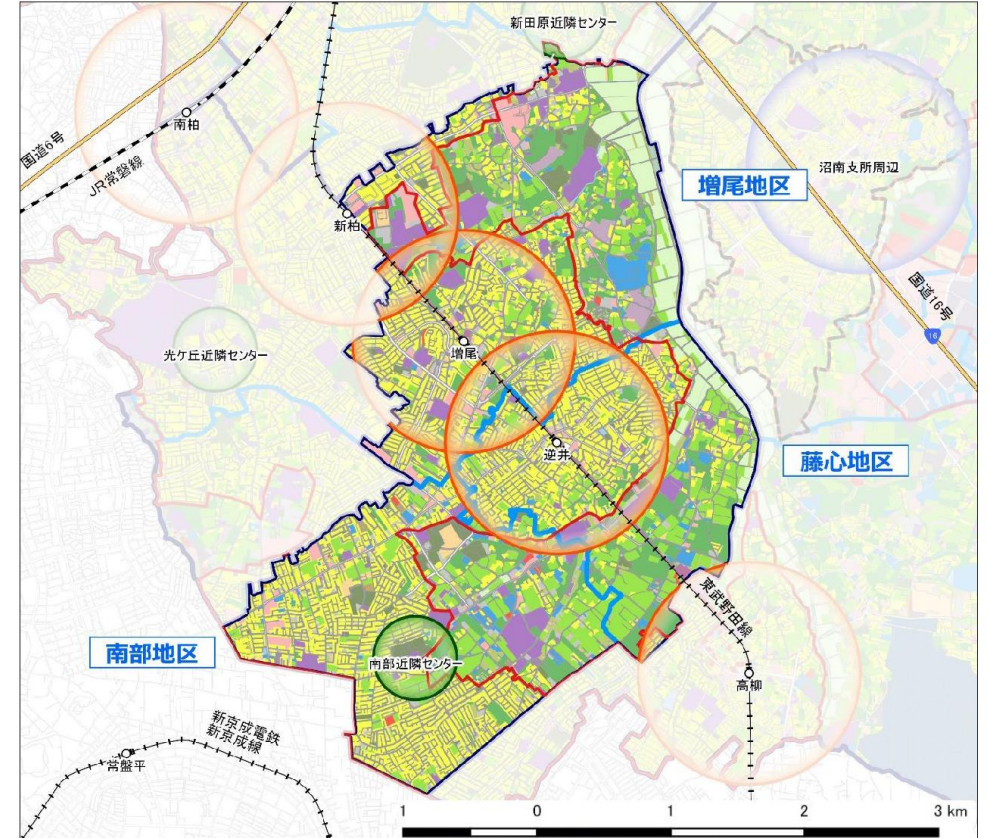 新田原近隣センター
国道6号
南柏
JR常磐線
沼南支所周辺
増尾地区
新柏
国道16号
16
光ケ丘近隣センター
増尾
逆井
藤心地区
東武野田線
南部地区
南部近隣センター
高柳
新京成電鉄
新京成線
常盤平
1 0 1 2 3 km